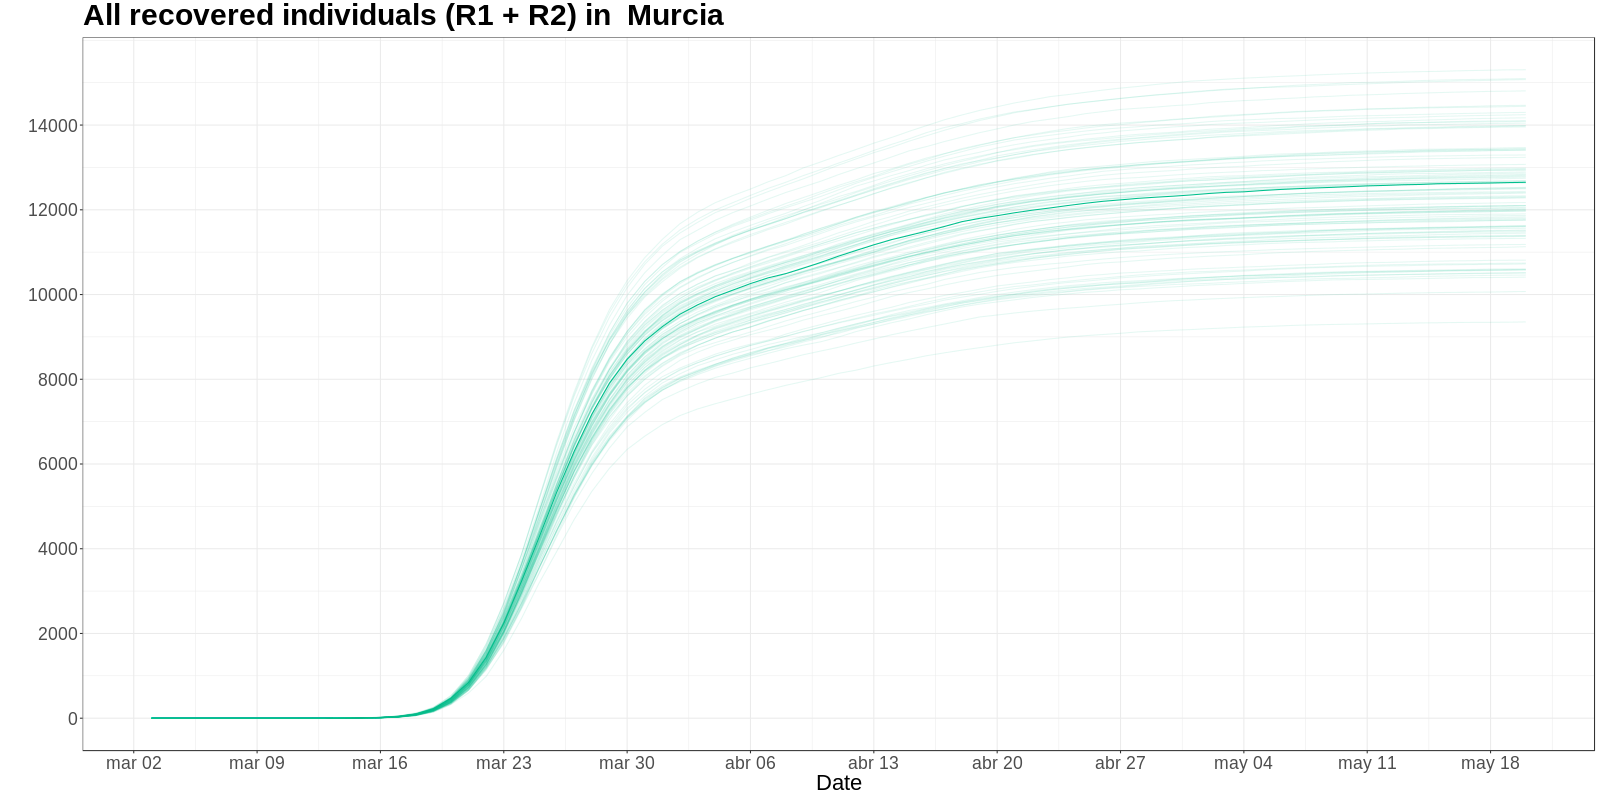 All recovered individuals (R1 + R2) in  Murcia
14000
12000
10000
8000
6000
4000
2000
0
mar 02 mar 09 mar 16 mar 23 mar 30 abr 06 abr 13 abr 20 abr 27 may 04 may 11 may 18
Date